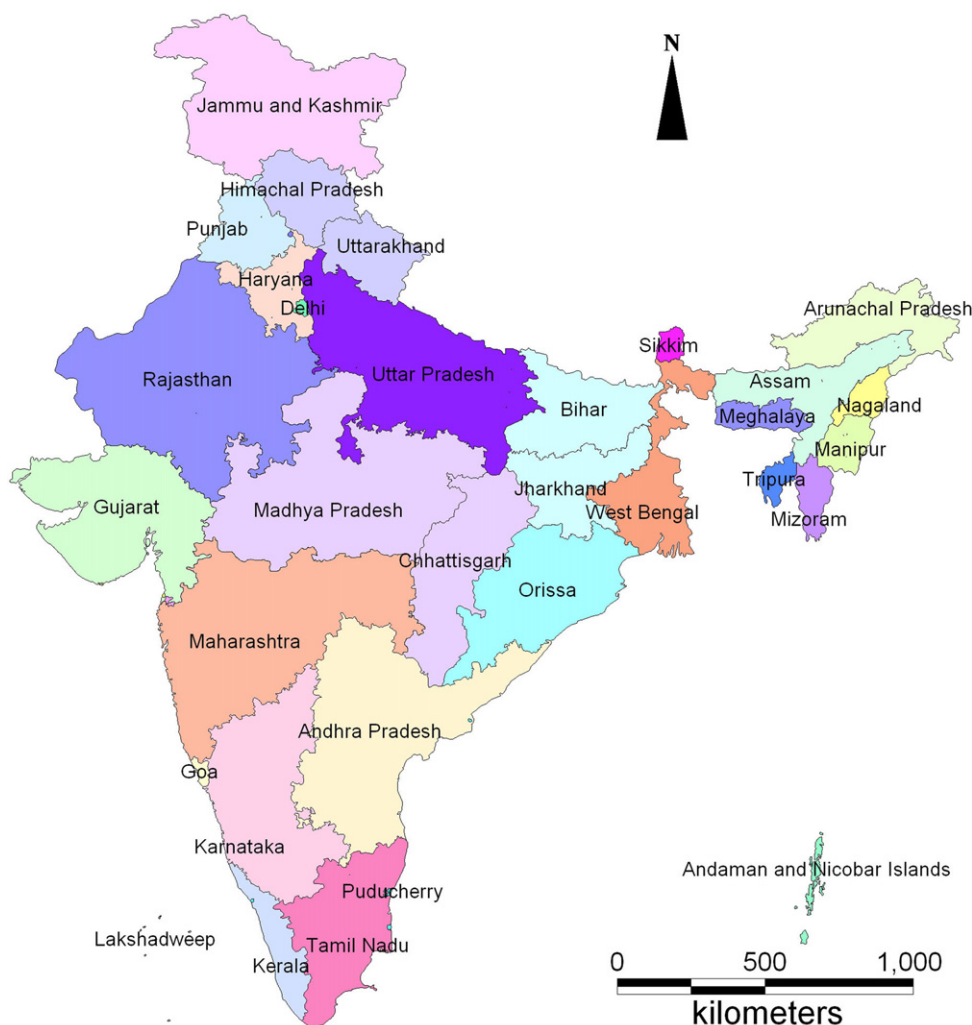 N
Jammu and Kashmir
Himachal Pradesh
Punjab
Uttarakhand
Haryana
Delhi
Arunachal Pradesh
Sikkim
Rajasthan
Uttar Pradesh
Assam
Bihar
Meghalaya
Nagaland
Manipur
Tripura
Gujarat
Madhya Pradesh
Jharkhand
West Bengal
Mizoram
Chhattisgarh
Orissa
Maharashtra
Andhra Pradesh
Goa
Karnataka
Andaman and Nicobar Islands
Puducherry
Lakshadweep
Tamil Nadu
Kerala
0 500 1,000
kilometers